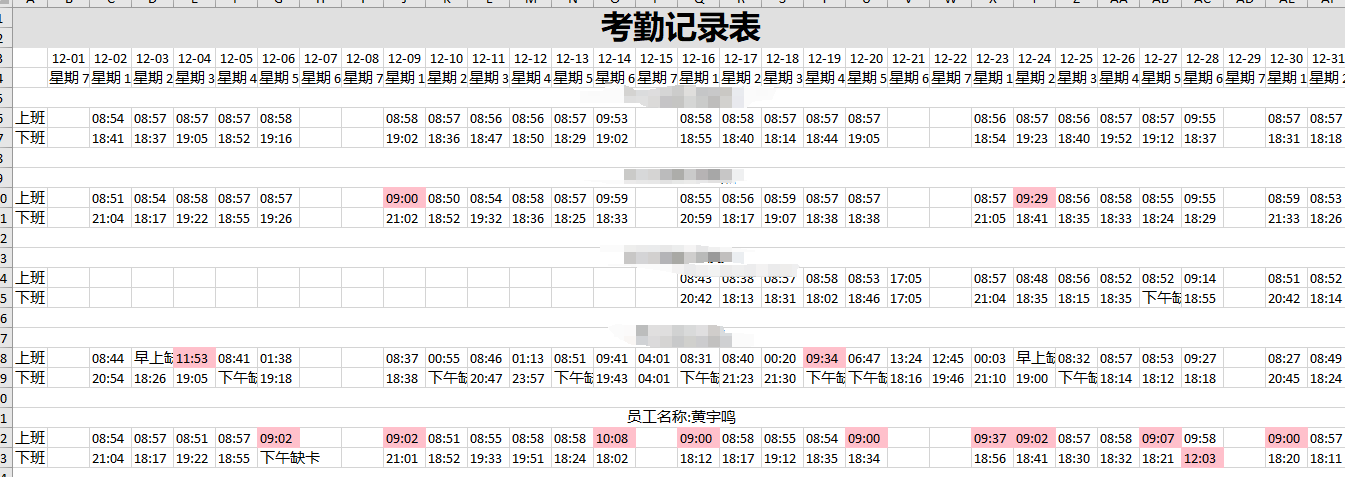 考勤记录表
12-01 12-02 12-03 12-04 12-05 12-06 12-07 12-08 12-09 12-10 12-11 12-12 12-13 12-14 12-15 12-16 12-17 12-18 12-19 12-20 12-21 12-22 12-23 12-24 12-25 12-26 12-27 12-28 12-29 12-30 12-31
星期 7 星期 1 星期 2 星期 3 星期 4 星期 5 星期 6 星期 7 星期 1 星期 2 星期 3 星期 4 星期 5 星期 6 星期 7 星期 1 星期 2 星期 3 星期 4 星期 5 星期 6 星期 7 星期 1 星期 2 星期 3 星期 4 星期 5 星期 6 星期 7 星期 1 星期 2
上班 08:54 08:57 08:57 08:57 08:58 08:58 08:57 08:56 08:56 08:57 09:53 08:58 08:58 08:57 08:57 08:57 08:56 08:57 08:56 08:57 08:57 09:55 08:57 08:57
下班 18:41 18:37 19:05 18:52 19:16 19:02 18:36 18:47 18:50 18:29 19:02 18:55 18:40 18:14 18:44 19:05 18:54 19:23 18:40 19:52 19:12 18:37 18:31 18:18
上班 08:51 08:54 08:58 08:57 08:57 09:00 08:50 08:54 08:58 08:57 09:59 08:55 08:56 08:59 08:57 08:57 08:57 09:29 08:56 08:58 08:55 09:55 08:59 08:53
下班 21:04 18:17 19:22 18:55 19:26 21:02 18:52 19:32 18:36 18:25 18:33 20:59 18:17 19:07 18:38 18:38 21:05 18:41 18:35 18:33 18:24 18:29 21:33 18:26
上班 08:43 08:38 08:57 08:58 08:53 17:05 08:57 08:48 08:56 08:52 08:52 09:14 08:51 08:52
下班 20:42 18:13 18:31 18:02 18:46 17:05 21:04 18:35 18:15 18:35 下午缺 18:55 20:42 18:14
上班 08:44 早上缺 11:53 08:41 01:38 08:37 00:55 08:46 01:13 08:51 09:41 04:01 08:31 08:40 00:20 09:34 06:47 13:24 12:45 00:03 早上缺 08:32 08:57 08:53 09:27 08:27 08:49
下班 20:54 18:26 19:05 下午缺 19:18 18:38 下午缺 20:47 23:57 下午缺 19:43 04:01 下午缺 21:23 21:30 下午缺 下午缺 18:16 19:46 21:10 19:00 下午缺 18:14 18:12 18:18 20:45 18:24
员工名称:黄宇鸣
上班 08:54 08:57 08:51 08:57 09:02 09:02 08:51 08:55 08:58 08:58 10:08 09:00 08:58 08:55 08:54 09:00 09:37 09:02 08:57 08:58 09:07 09:58 09:00 08:57
下班 21:04 18:17 19:22 18:55 下午缺卡 21:01 18:52 19:33 19:51 18:24 18:02 18:12 18:17 19:12 18:35 18:34 18:56 18:41 18:30 18:32 18:21 12:03 18:20 18:11